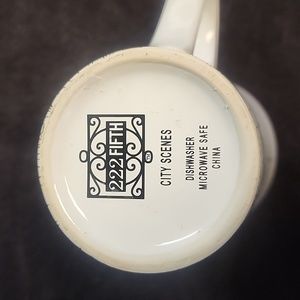 222 FIFTH
CITY SCENES
DISHWASHER
MICROWAVE SAFE
CHINA